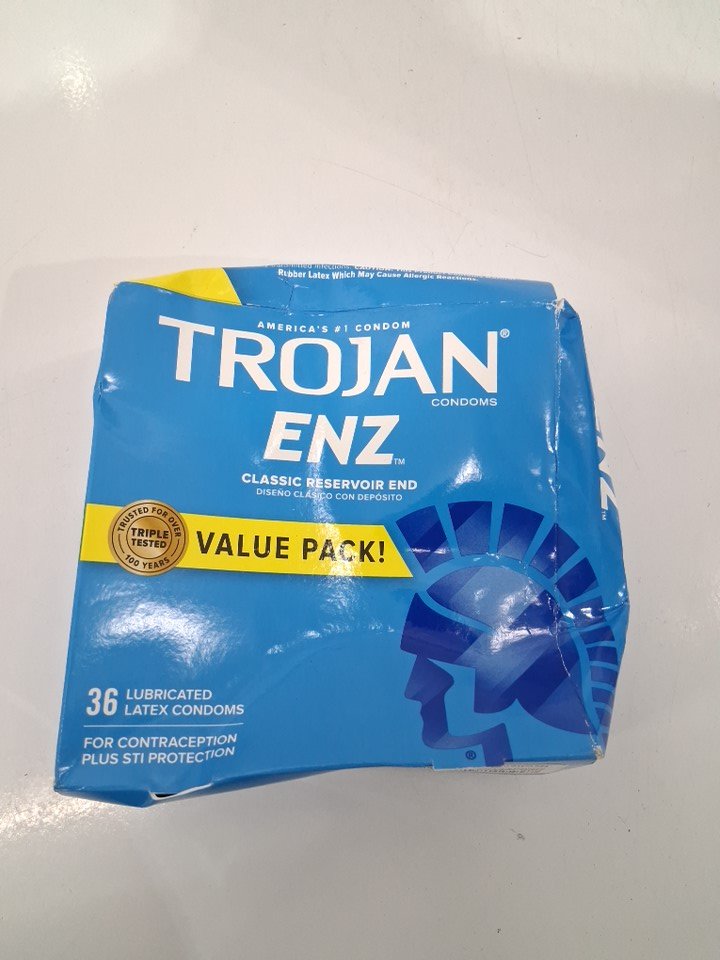 Rubber Latex Which May Cause Allergic Reactions.
AMERICA'S #1 CONDOM
TROJAN®
CONDOMS
ENZ™
CLASSIC RESERVOIR END
DISEÑO CLÁSICO CON DEPÓSITO
TRUSTED FOR OVER
TRIPLE
TESTED
100 YEARS
VALUE PACK!
36 LUBRICATED
LATEX CONDOMS
FOR CONTRACEPTION
PLUS STI PROTECTION
®
NZ™